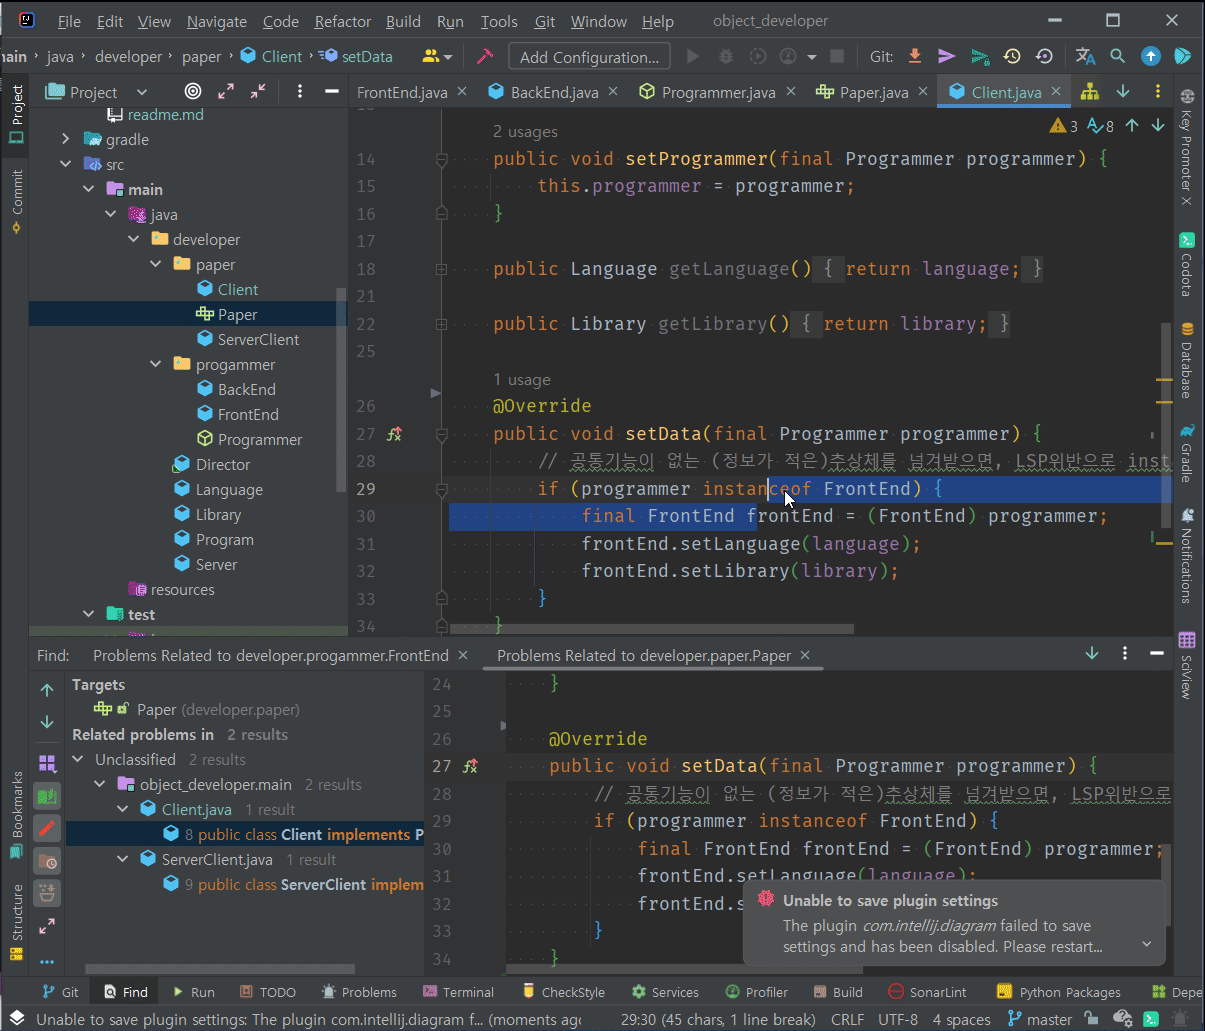 File Edit View Navigate Code Refactor Build Run Tools Git Window Help object_developer
main java developer paper Client setData Add Configuration... Git:
Project FrontEnd.java BackEnd.java Programmer.java Paper.java Client.java
Project
Commit
Bookmarks
Structure
readme.md
gradle
src
main
java
developer
paper
Client
Paper
ServerClient
progammer
BackEnd
FrontEnd
Programmer
Director
Language
Library
Program
Server
resources
test
3 8
2 usages
14 public void setProgrammer(final Programmer programmer) {
15 this.programmer = programmer;
16 }
17
18 public Language getLanguage() { return language; }
21
22 public Library getLibrary() { return library; }
25
1 usage
26 @Override
27 public void setData(final Programmer programmer) {
28 // 공통기능이 없는 (정보가 적은)추상체를 넘겨받으면, LSP위반으로 inst
29 if (programmer instanceof FrontEnd) {
30 final FrontEnd frontEnd = (FrontEnd) programmer;
31 frontEnd.setLanguage(language);
32 frontEnd.setLibrary(library);
33 }
34 }
Key Promoter X
Codota
Database
Gradle
Notifications
SciView
Find: Problems Related to developer.progammer.FrontEnd Problems Related to developer.paper.Paper
Targets
Paper (developer.paper)
Related problems in 2 results
Unclassified 2 results
object_developer.main 2 results
Client.java 1 result
8 public class Client implements P
ServerClient.java 1 result
9 public class ServerClient implem
24 }
25
26 @Override
27 public void setData(final Programmer programmer) {
28 // 공통기능이 없는 (정보가 적은)추상체를 넘겨받으면, LSP위반으로
29 if (programmer instanceof FrontEnd) {
30 final FrontEnd frontEnd = (FrontEnd) programmer;
31 frontEnd.setLanguage(language);
32 frontEnd.s
33 }
34 }
Unable to save plugin settings
The plugin com.intellij.diagram failed to save
settings and has been disabled. Please restart...
Git Find Run TODO Problems Terminal CheckStyle Services Profiler Build SonarLint Python Packages Depe
Unable to save plugin settings: The plugin com.intellij.diagram f... (moments ago 29:30 (45 chars, 1 line break) CRLF UTF-8 4 spaces master